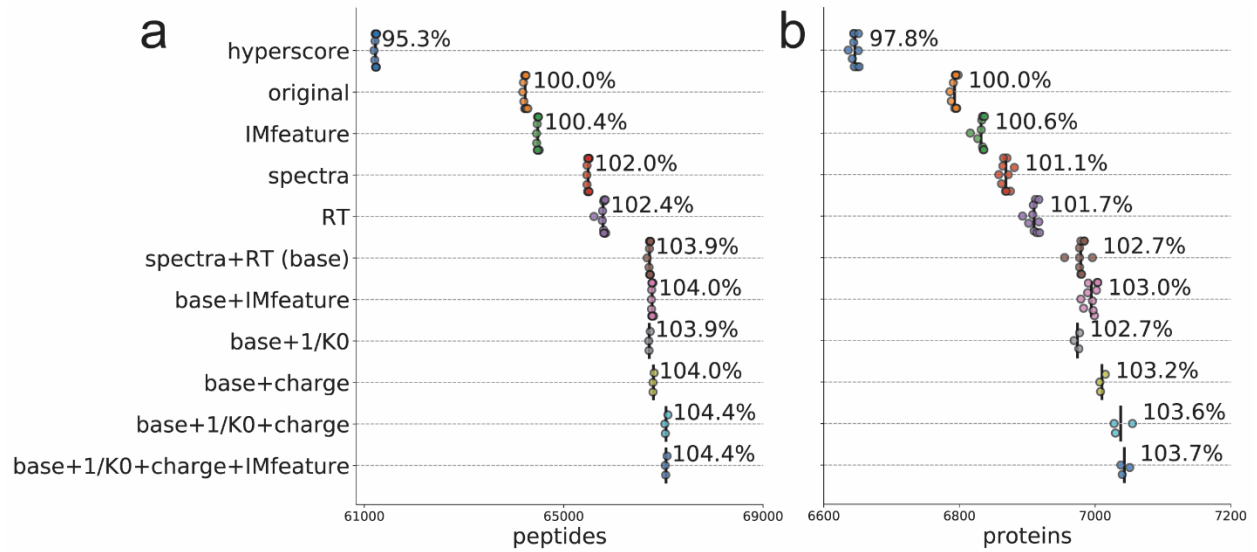 a
b
hyperscore 95.3% 97.8%
original 100.0% 100.0%
IMfeature 100.4% 100.6%
spectra 102.0% 101.1%
RT 102.4% 101.7%
spectra+RT (base) 103.9% 102.7%
base+IMfeature 104.0% 103.0%
base+1/K0 103.9% 102.7%
base+charge 104.0% 103.2%
base+1/K0+charge 104.4% 103.6%
base+1/K0+charge+IMfeature 104.4% 103.7%
61000 65000 69000 6600 6800 7000 7200
peptides proteins